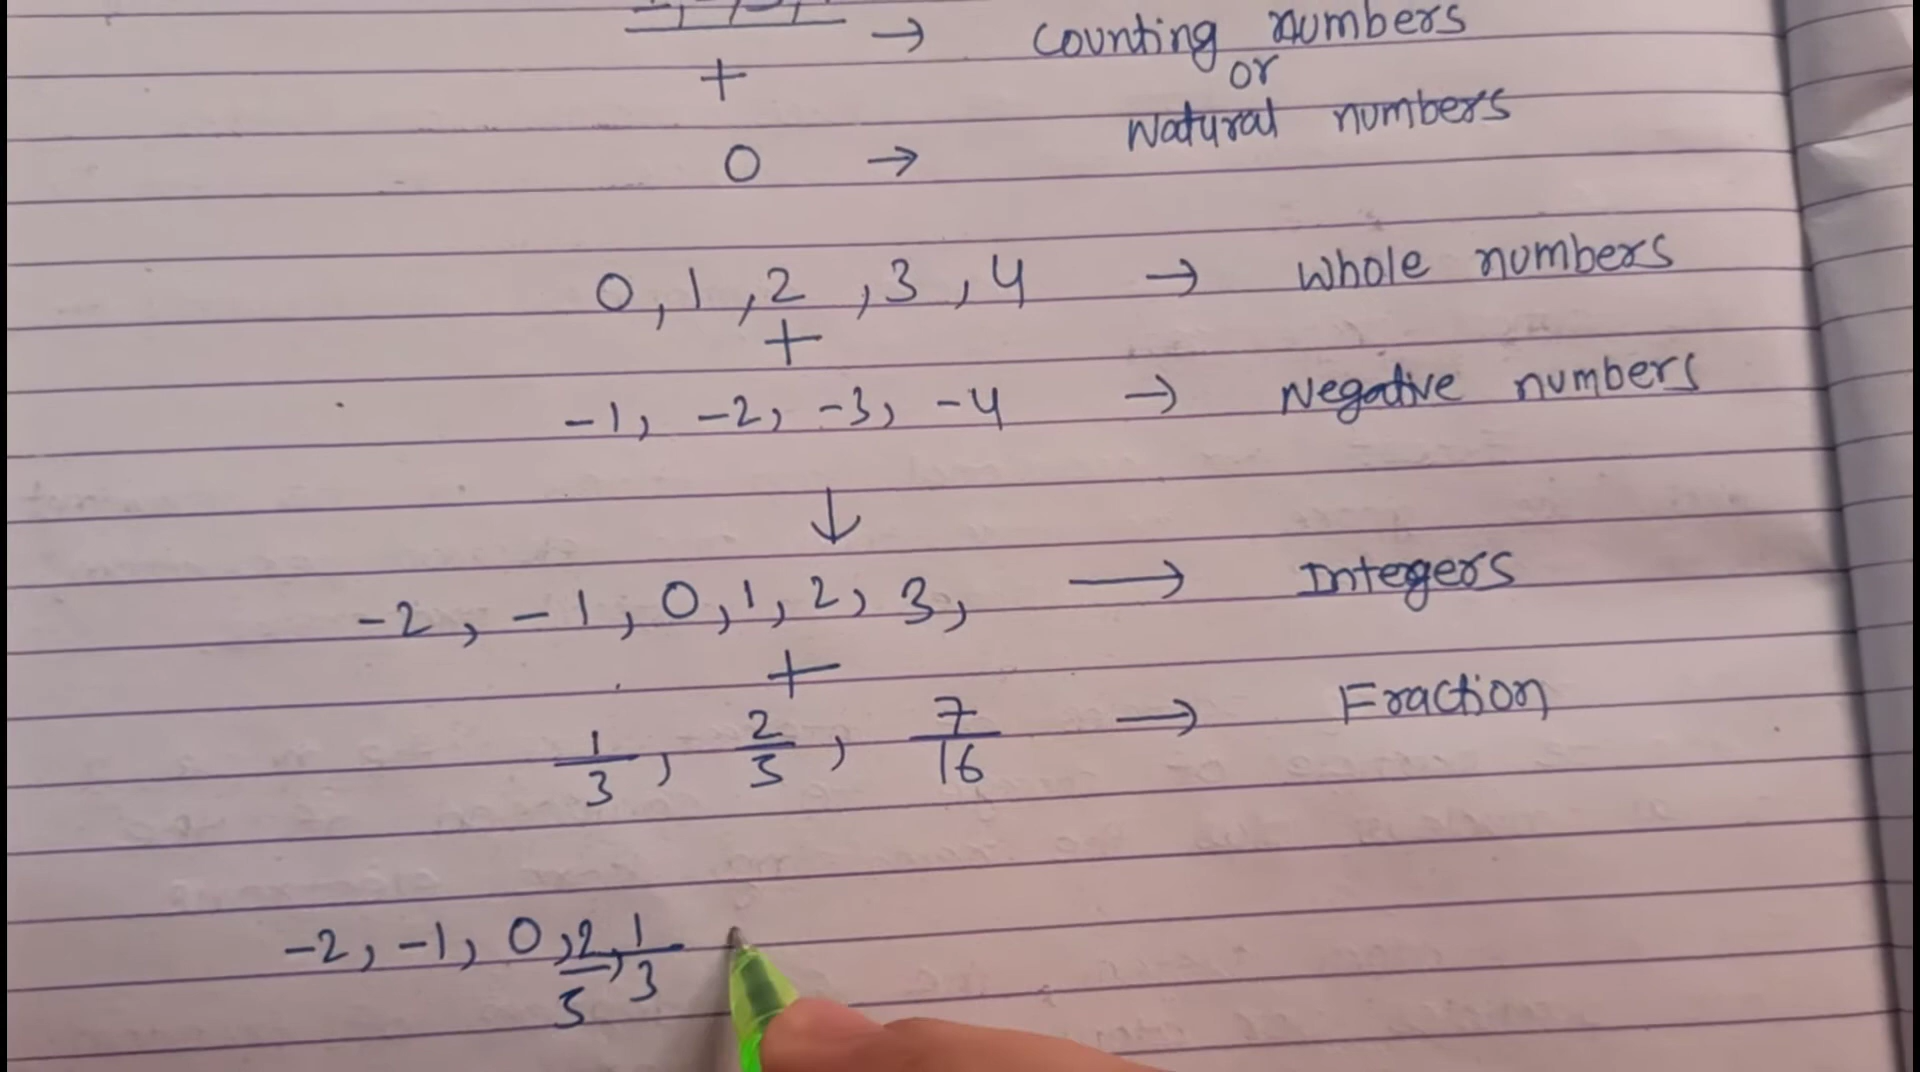 → Counting numbers
+ or
Natural numbers
0 →
0, 1, 2, 3, 4 → Whole numbers
+
-1, -2, -3, -4 → Negative numbers
↓
-2, -1, 0, 1, 2, 3, → Integers
+
1/3, 2/5, 7/16 → Fraction
-2, -1, 0, 2/5, 1/3